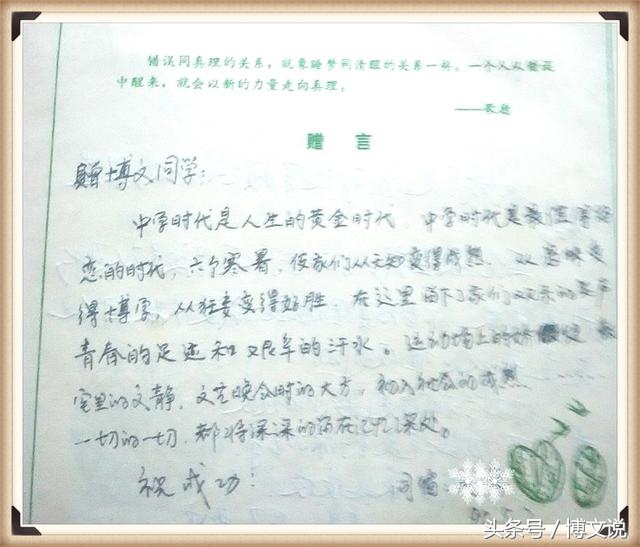 错误同真理的关系，就象睡梦同清醒的关系一样。一个人从错误
中醒来，就会以新的力量走向真理。
——歌德
赠 言
赠博文同学：
中学时代是人生的黄金时代，中学时代是最值得
恋的时代，六个寒暑，使我们从无知变得成熟，从愚昧变
得博学，从狂妄变得好胜，在这里留下了我们
青春的足迹和艰辛的汗水。运动场上的
室里的文静，文艺晚会时的大方，初入社会的成熟
一切的一切，都将深深的留在记忆深处。
祝成功！
同窗：
头条号 / 博文说